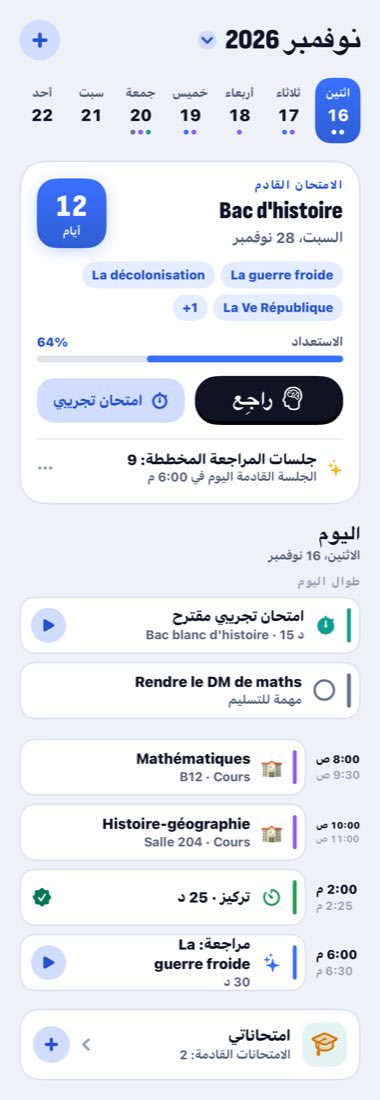 نوفمبر 2026
اثنين ثلاثاء أربعاء خميس جمعة سبت أحد
16 17 18 19 20 21 22
الامتحان القادم
Bac d'histoire
السبت، 28 نوفمبر
12
أيام
La guerre froide La décolonisation
La Ve République +1
الاستعداد 64%
راجع امتحان تجريبي
جلسات المراجعة المخططة: 9
الجلسة القادمة اليوم في 6:00 م
اليوم
الاثنين، 16 نوفمبر
طوال اليوم
امتحان تجريبي مقترح
Bac blanc d'histoire · 15 د
Rendre le DM de maths
مهمة للتسليم
8:00 ص
9:30 ص
Mathématiques
B12 · Cours
10:00 ص
11:00 ص
Histoire-géographie
Salle 204 · Cours
2:00 م
2:25 م
تركيز · 25 د
6:00 م
6:30 م
مراجعة: La
guerre froide
30 د
امتحاناتي
الامتحانات القادمة: 2